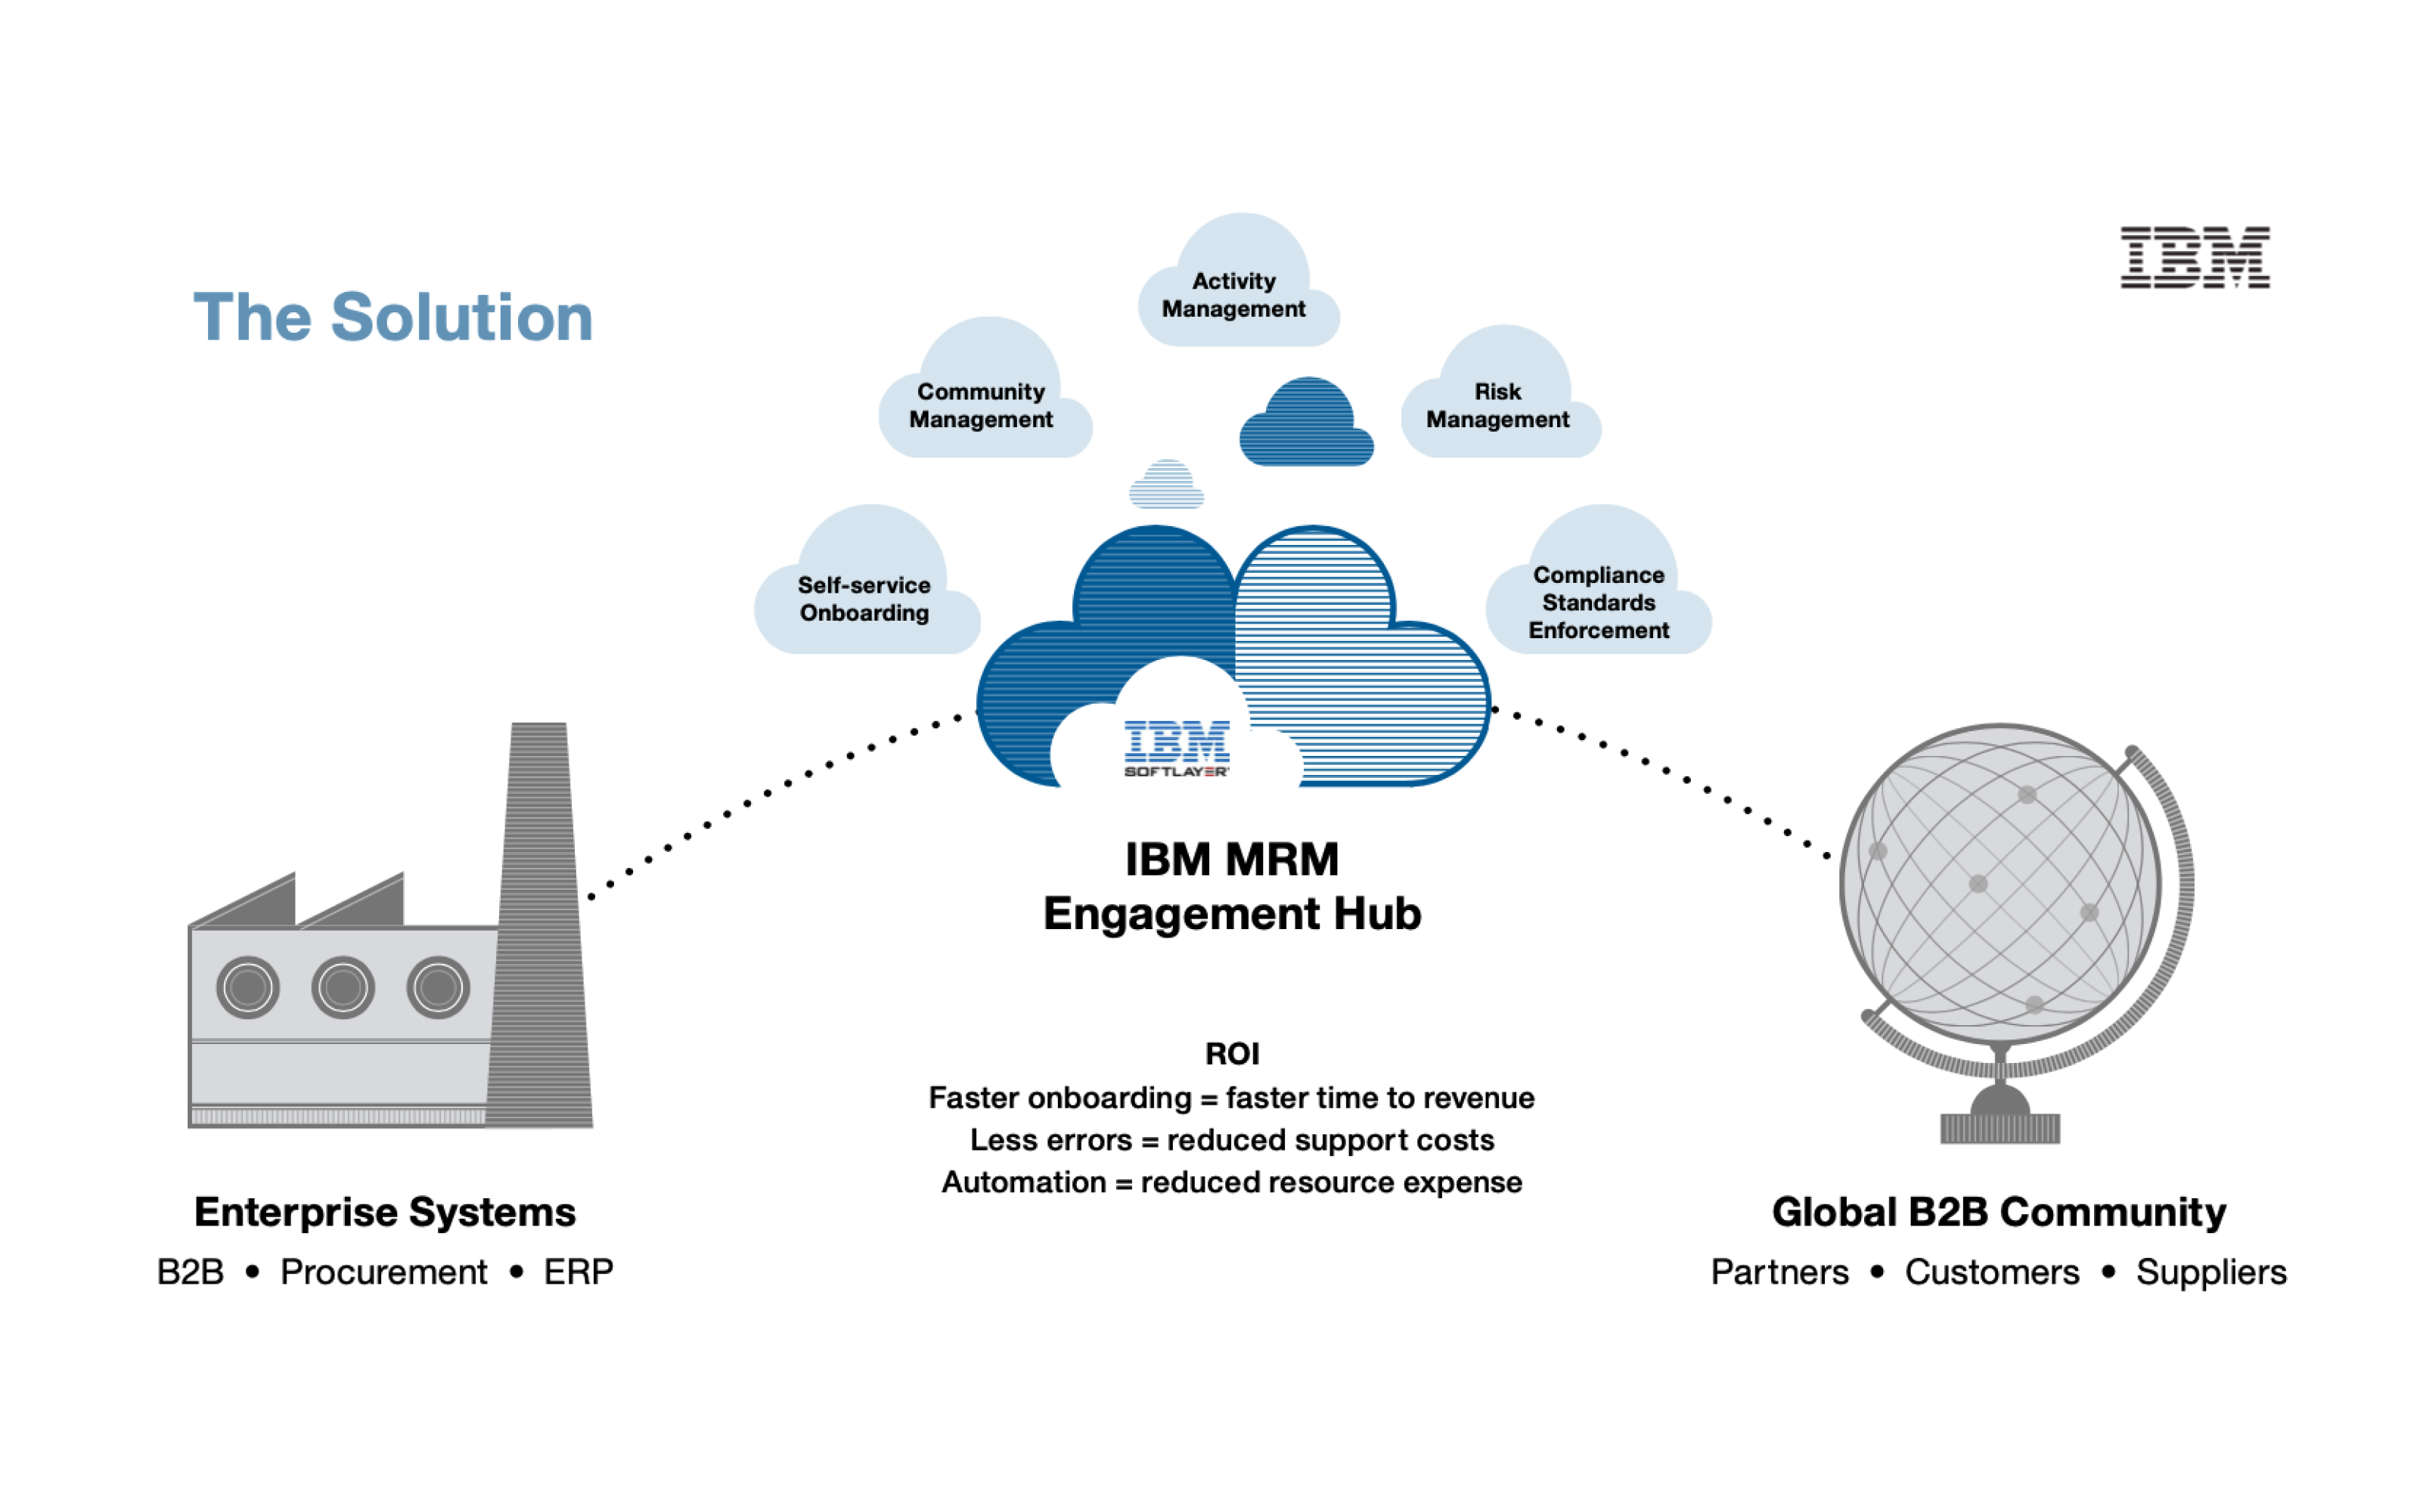 The Solution
IBM
Activity
Management
Community
Management
Risk
Management
Self-service
Onboarding
Compliance
Standards
Enforcement
IBM
SOFTLAYER
IBM MRM
Engagement Hub
ROI
Faster onboarding = faster time to revenue
Less errors = reduced support costs
Automation = reduced resource expense
Enterprise Systems
B2B • Procurement • ERP
Global B2B Community
Partners • Customers • Suppliers